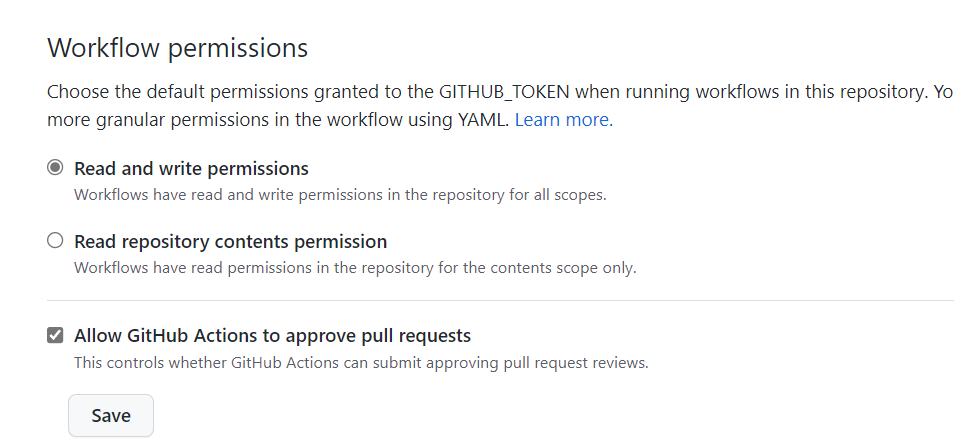 Workflow permissions
Choose the default permissions granted to the GITHUB_TOKEN when running workflows in this repository. Yo
more granular permissions in the workflow using YAML. Learn more.
Read and write permissions
Workflows have read and write permissions in the repository for all scopes.
Read repository contents permission
Workflows have read permissions in the repository for the contents scope only.
Allow GitHub Actions to approve pull requests
This controls whether GitHub Actions can submit approving pull request reviews.
Save